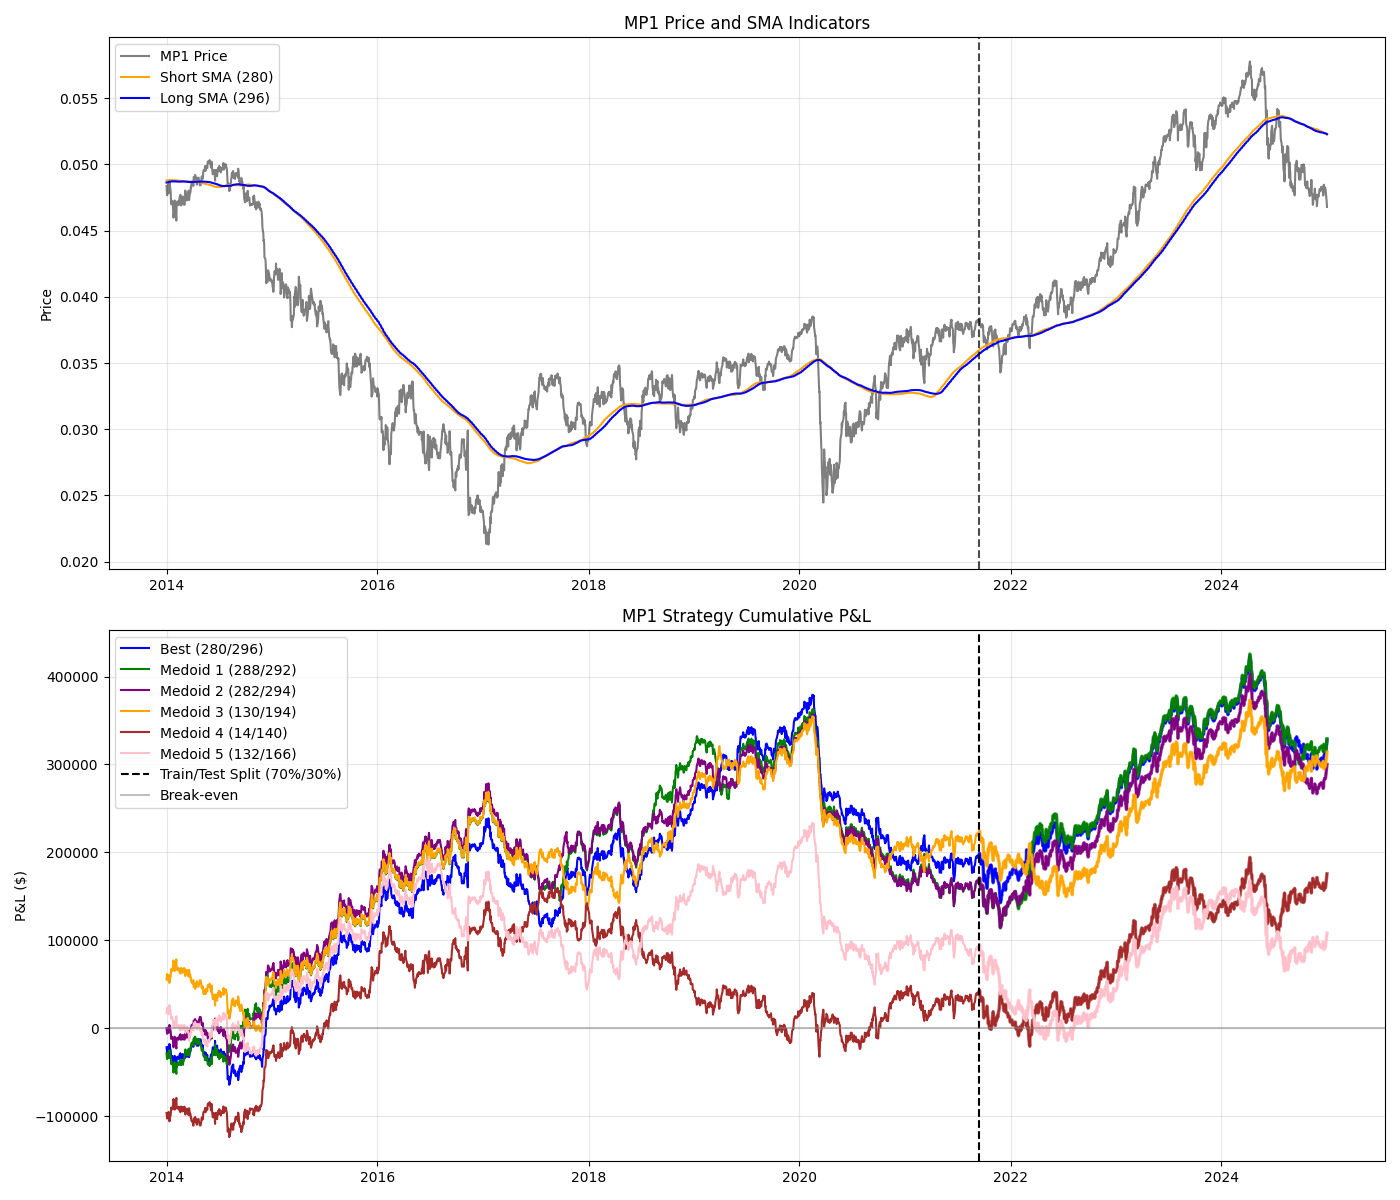 MP1 Price and SMA Indicators
MP1 Price
Short SMA (280)
Long SMA (296)
Price
0.055
0.050
0.045
0.040
0.035
0.030
0.025
0.020
2014
2016
2018
2020
2022
2024
MP1 Strategy Cumulative P&L
Best (280/296)
Medoid 1 (288/292)
Medoid 2 (282/294)
Medoid 3 (130/194)
Medoid 4 (14/140)
Medoid 5 (132/166)
Train/Test Split (70%/30%)
Break-even
P&L ($)
400000
300000
200000
100000
0
−100000
2014
2016
2018
2020
2022
2024